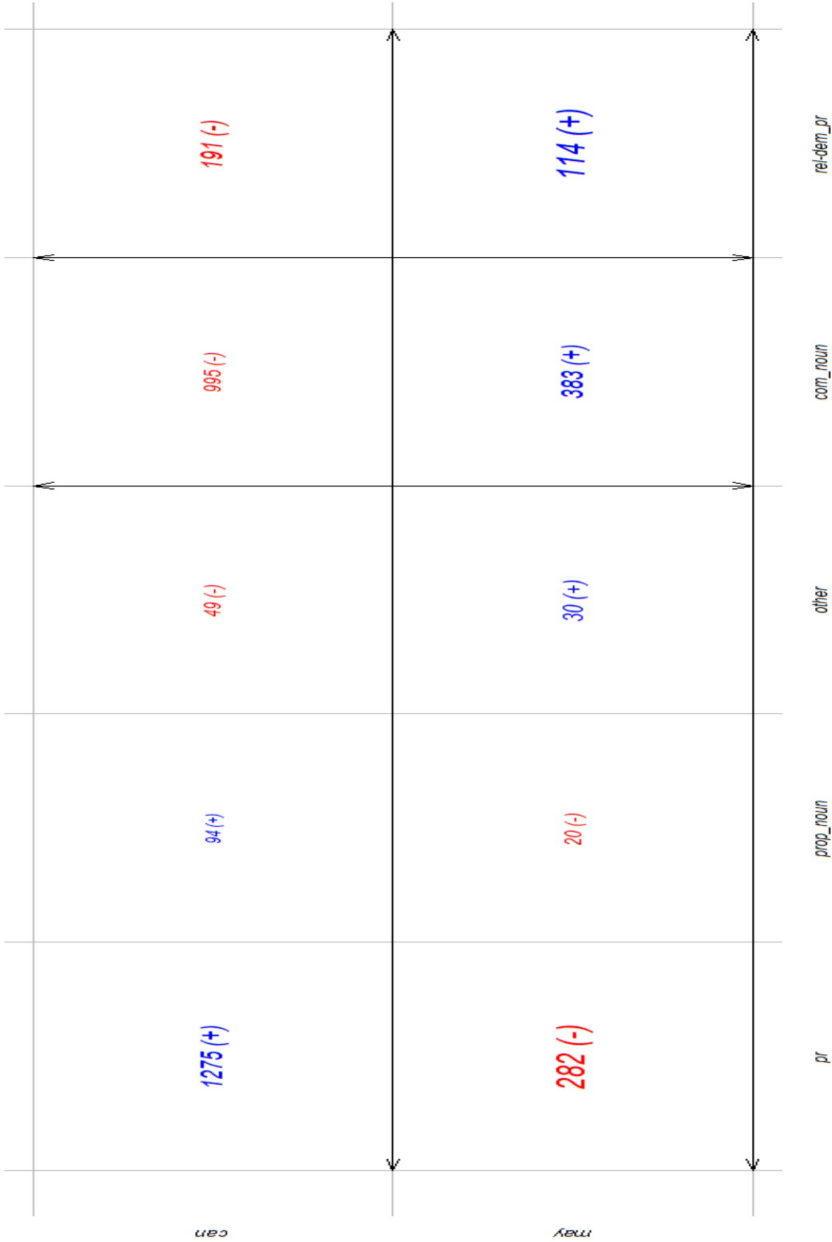 can
1275 (+)
94 (+)
49 (-)
995 (-)
191 (-)
may
282 (-)
20 (-)
30 (+)
383 (+)
114 (+)
pr
prop_noun
other
com_noun
rel-dem_pr